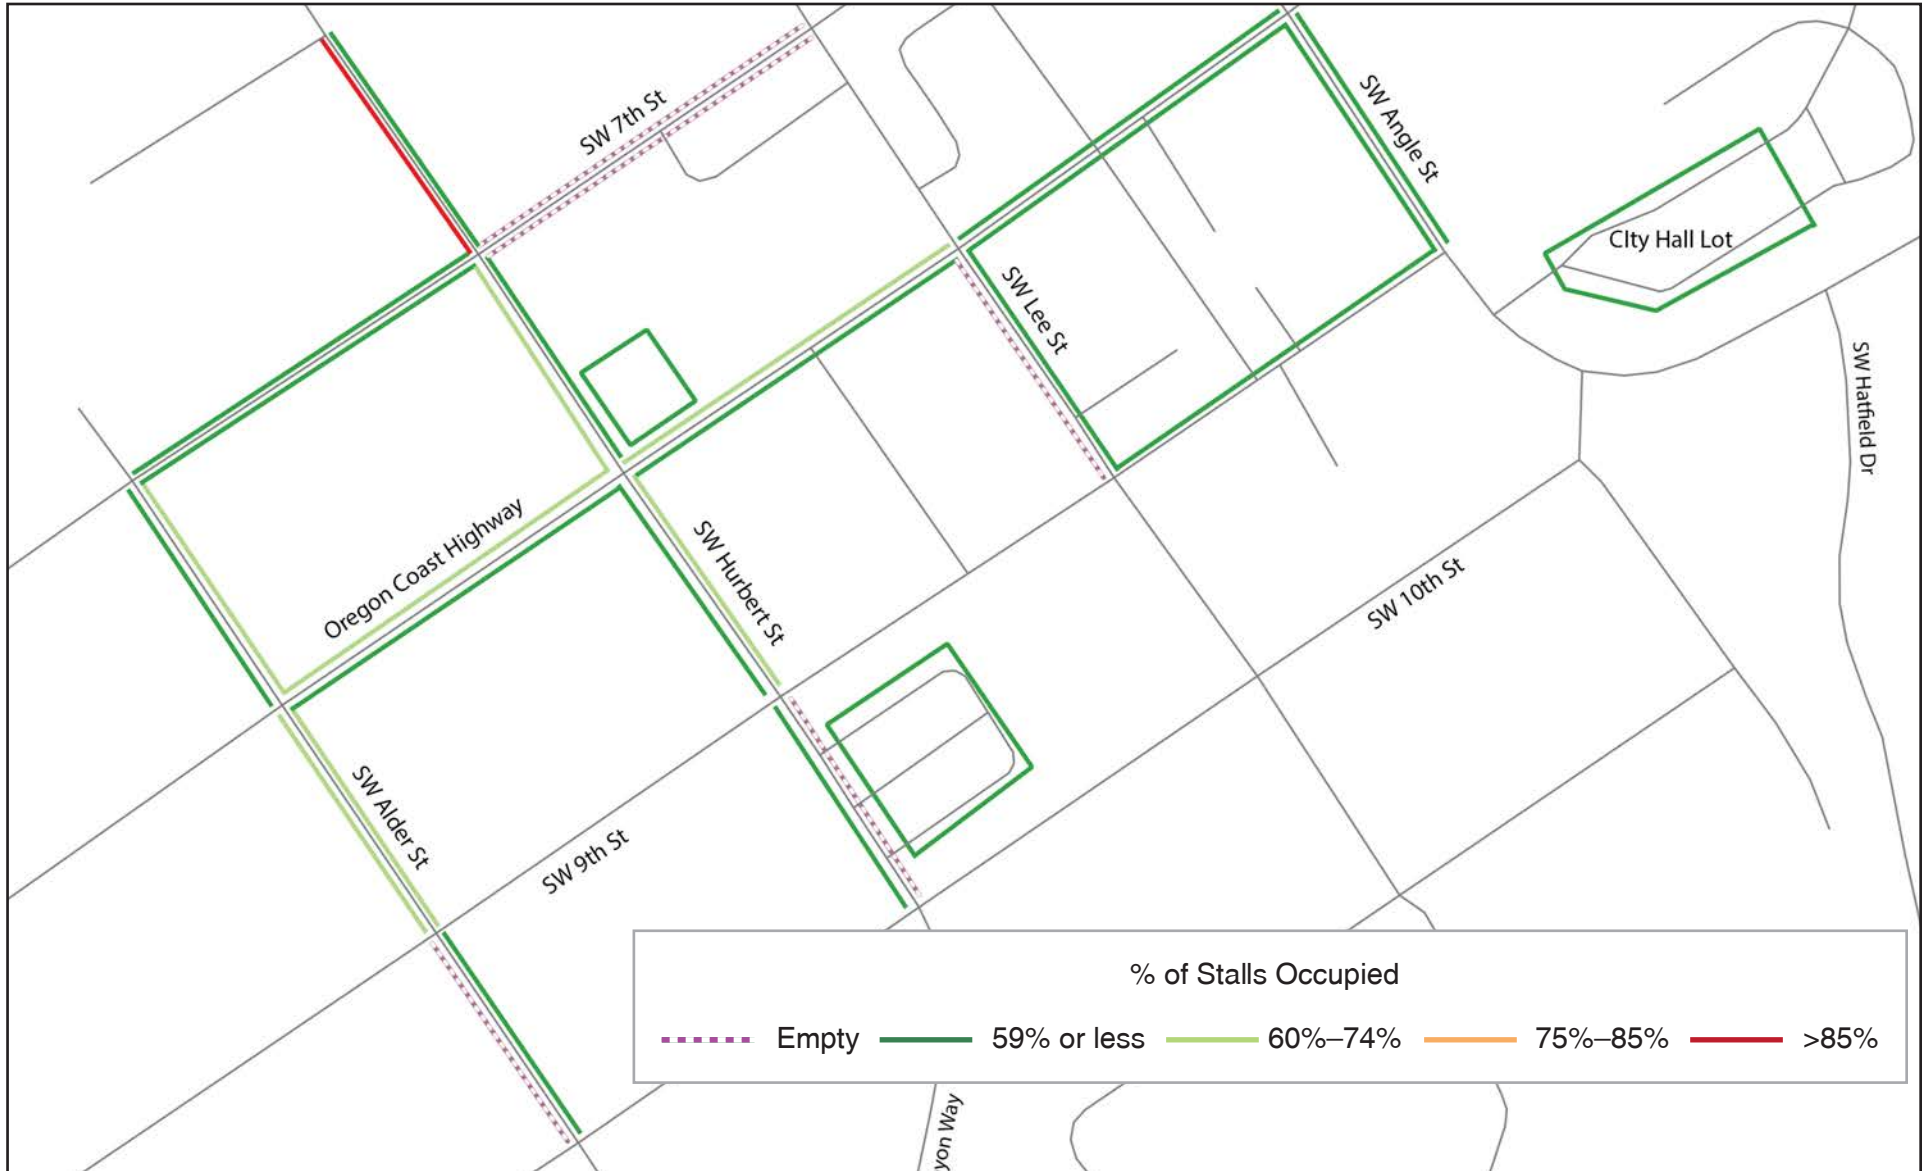 SW 7th St
SW Angle St
CIty Hall Lot
SW Lee St
SW Hatfield Dr
Oregon Coast Highway
SW Hurbert St
SW 10th St
SW Alder St
SW 9th St
% of Stalls Occupied
Empty 59% or less 60%–74% 75%–85% >85%
yon Way